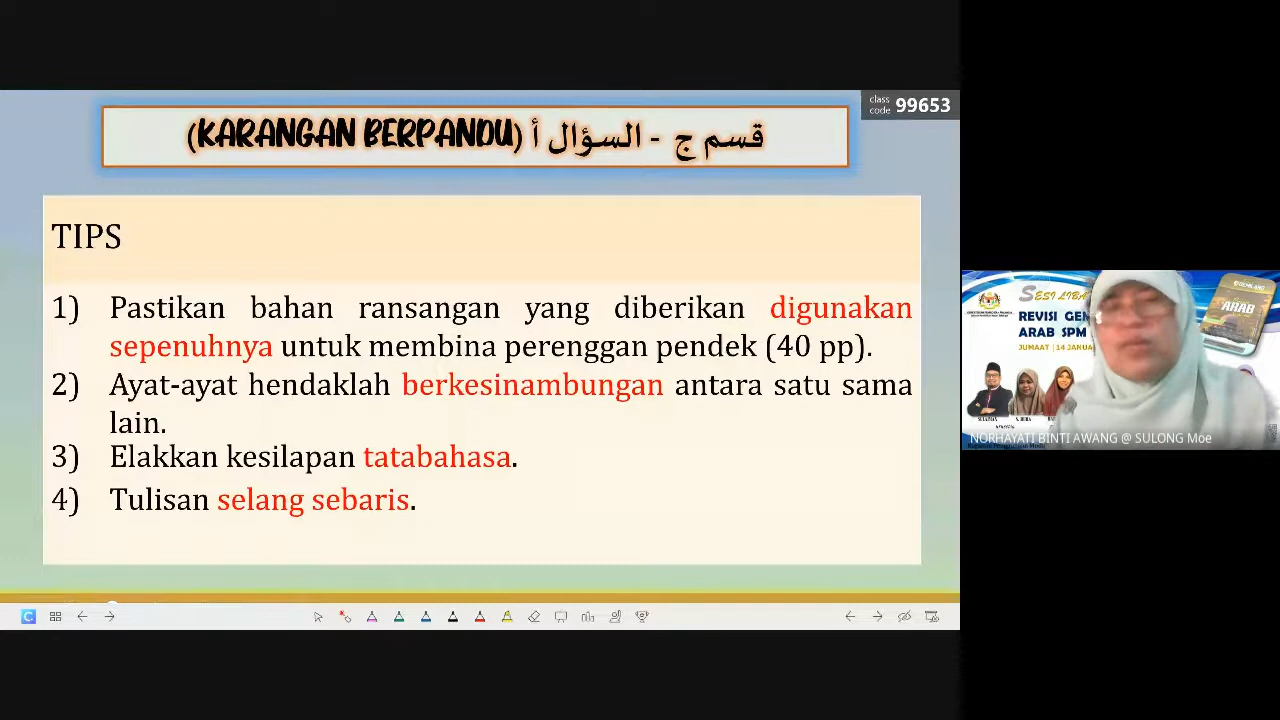 class
code 99653
قسم ج - السؤال أ (KARANGAN BERPANDU)
TIPS
1) Pastikan bahan ransangan yang diberikan digunakan
sepenuhnya untuk membina perenggan pendek (40 pp).
2) Ayat-ayat hendaklah berkesinambungan antara satu sama
lain.
3) Elakkan kesilapan tatabahasa.
4) Tulisan selang sebaris.
SESI LIBA
REVISI GEN
ARAB SPM
JUMAAT | 14 JANUA
GEMILANG
ARAB
NORHAYATI BINTI AWANG @ SULONG Moe